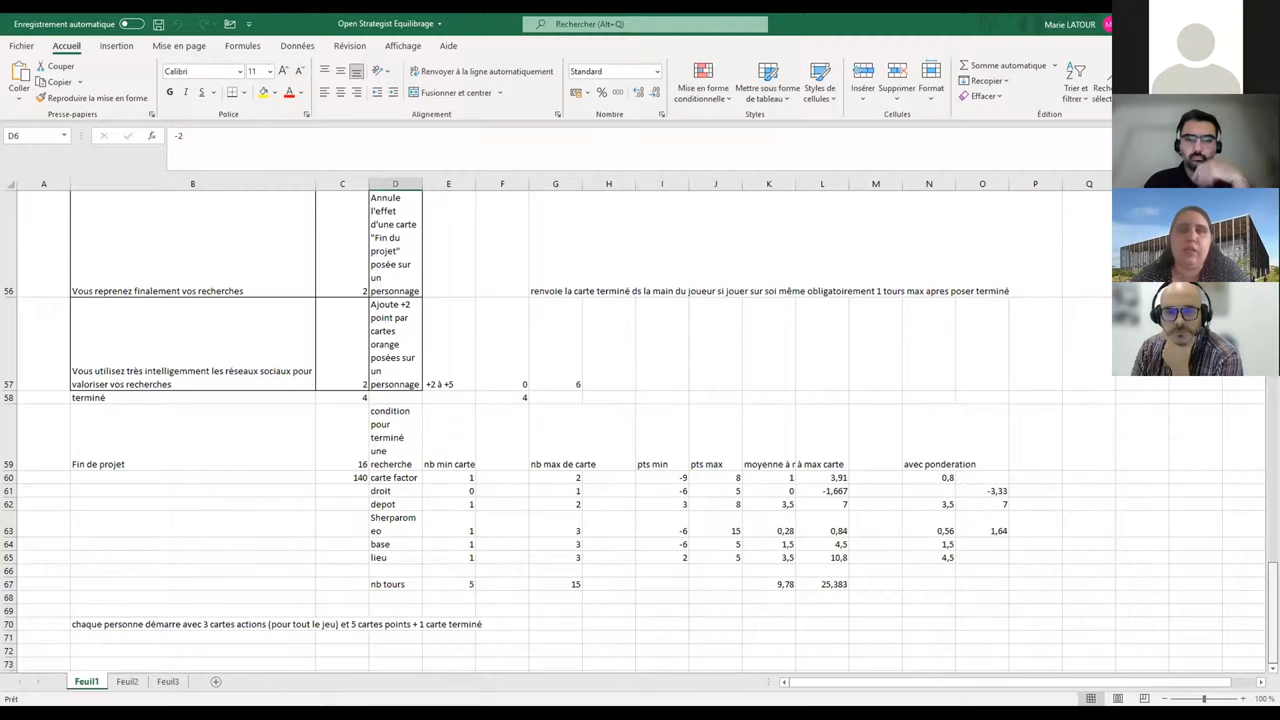 Enregistrement automatique
Open Strategist Equilibrage
Rechercher (Alt+Q)
Marie LATOUR
Fichier Accueil Insertion Mise en page Formules Données Révision Affichage Aide
Coller
Couper
Copier
Reproduire la mise en forme
Presse-papiers
Calibri 11
G I S
Police
Renvoyer à la ligne automatiquement
Fusionner et centrer
Alignement
Standard
Nombre
Mise en forme conditionnelle
Mettre sous forme de tableau
Styles de cellules
Styles
Insérer Supprimer Format
Cellules
Somme automatique
Recopier
Effacer
Trier et filtrer
Édition
D6 fx -2
A B C D E F G H I J K L M N O P Q
Annule
l'effet
d'une carte
"Fin du
projet"
posée sur
un
56 Vous reprenez finalement vos recherches 2 personnage renvoie la carte terminé ds la main du joueur si jouer sur soi même obligatoirement 1 tours max apres poser terminé
Ajoute +2
point par
cartes
orange
posées sur
Vous utilisez très intelligemment les réseaux sociaux pour un
57 valoriser vos recherches 2 personnage +2 à +5 0 6
58 terminé 4 4
condition
pour
terminé
une
59 Fin de projet 16 recherche nb min carte nb max de carte pts min pts max moyenne à r à max carte avec ponderation
60 140 carte factor 1 2 -9 8 1 3,91 0,8
61 droit 0 1 -6 5 0 -1,667 -3,33
62 depot 1 2 3 8 3,5 7 3,5 7
Sherparom
63 eo 1 3 -6 15 0,28 0,84 0,56 1,64
64 base 1 3 -6 5 1,5 4,5 1,5
65 lieu 1 3 2 5 3,5 10,8 4,5
66
67 nb tours 5 15 9,78 25,383
68
69
70 chaque personne démarre avec 3 cartes actions (pour tout le jeu) et 5 cartes points + 1 carte terminé
71
72
73
Feuil1 Feuil2 Feuil3
Prêt
100 %